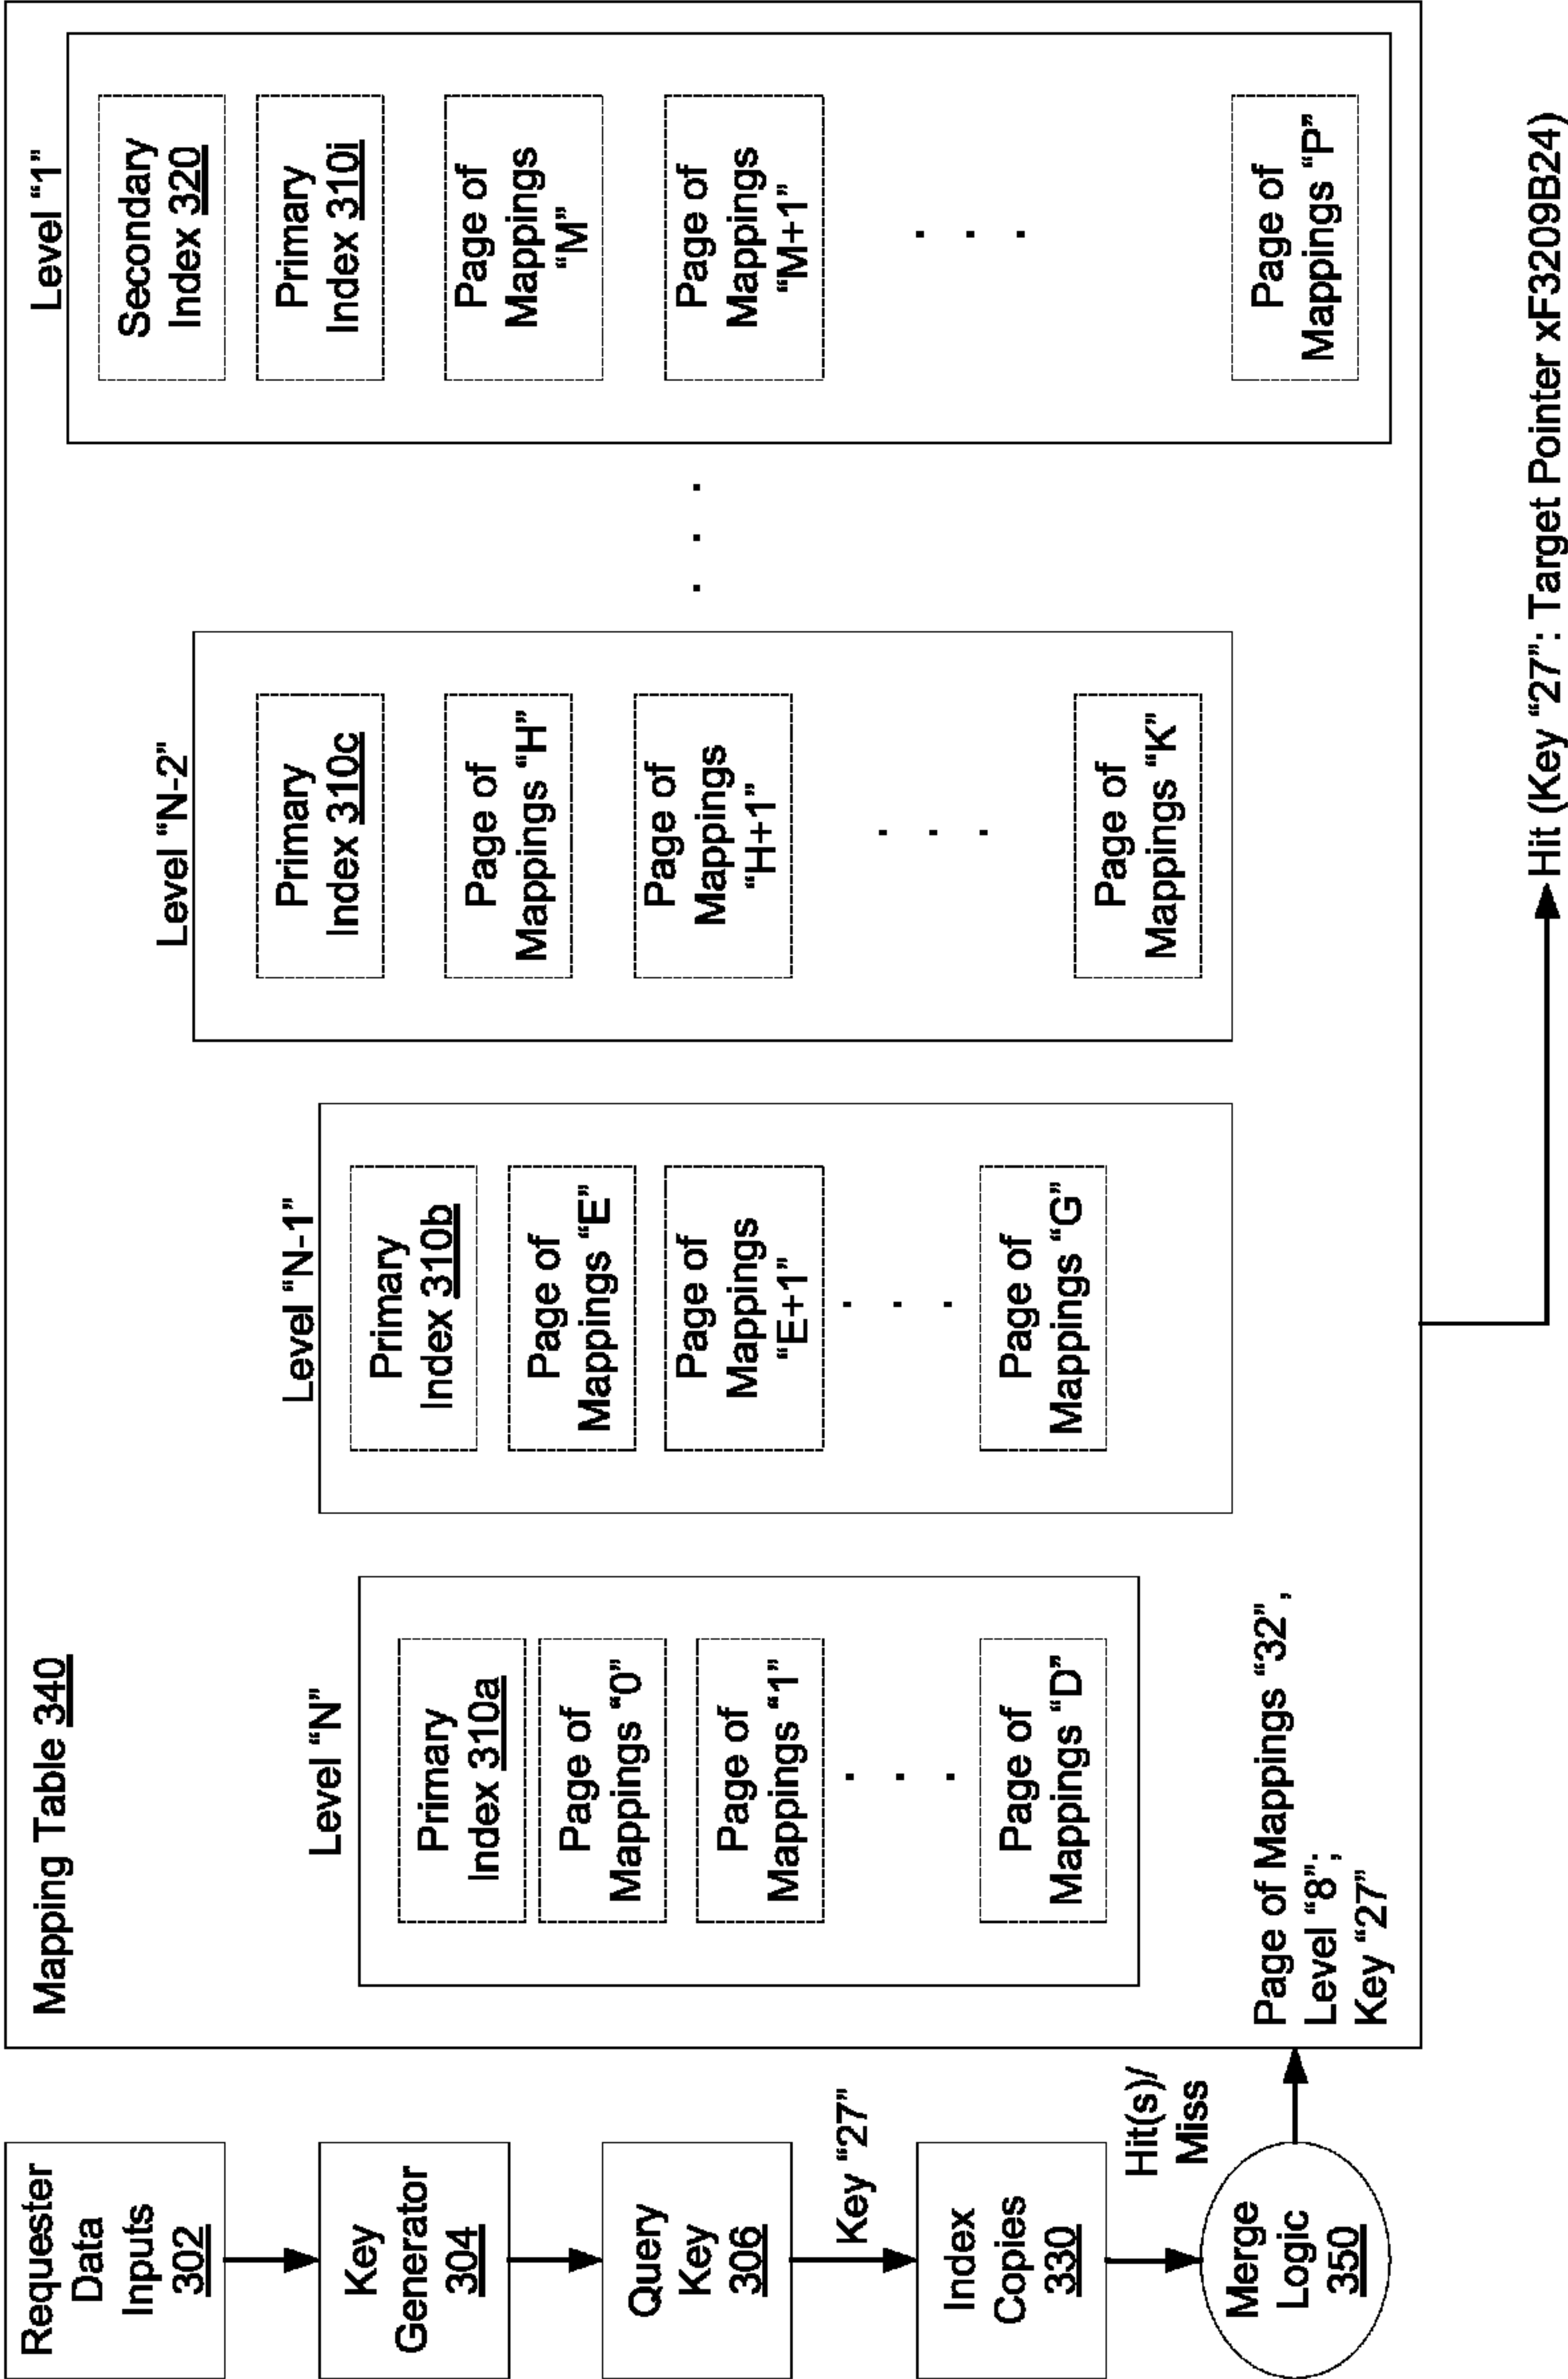 Requester
Data
Inputs
302
Key
Generator
304
Query
Key
306
Key “27”
Index
Copies
330
Hit(s)/
Miss
Merge
Logic
350
Mapping Table 340
Level “N”
Primary
Index 310a
Page of
Mappings “0”
Page of
Mappings “1”
. . .
Page of
Mappings “D”
Level “N-1”
Primary
Index 310b
Page of
Mappings “E”
Page of
Mappings
“E+1”
. . .
Page of
Mappings “G”
Level “N-2”
Primary
Index 310c
Page of
Mappings “H”
Page of
Mappings
“H+1”
. . .
Page of
Mappings “K”
. . .
Level “1”
Secondary
Index 320
Primary
Index 310i
Page of
Mappings
“M”
Page of
Mappings
“M+1”
. . .
Page of
Mappings “P”
Page of Mappings “32”,
Level “8”;
Key “27”
Hit (Key “27”: Target Pointer xF3209B24)